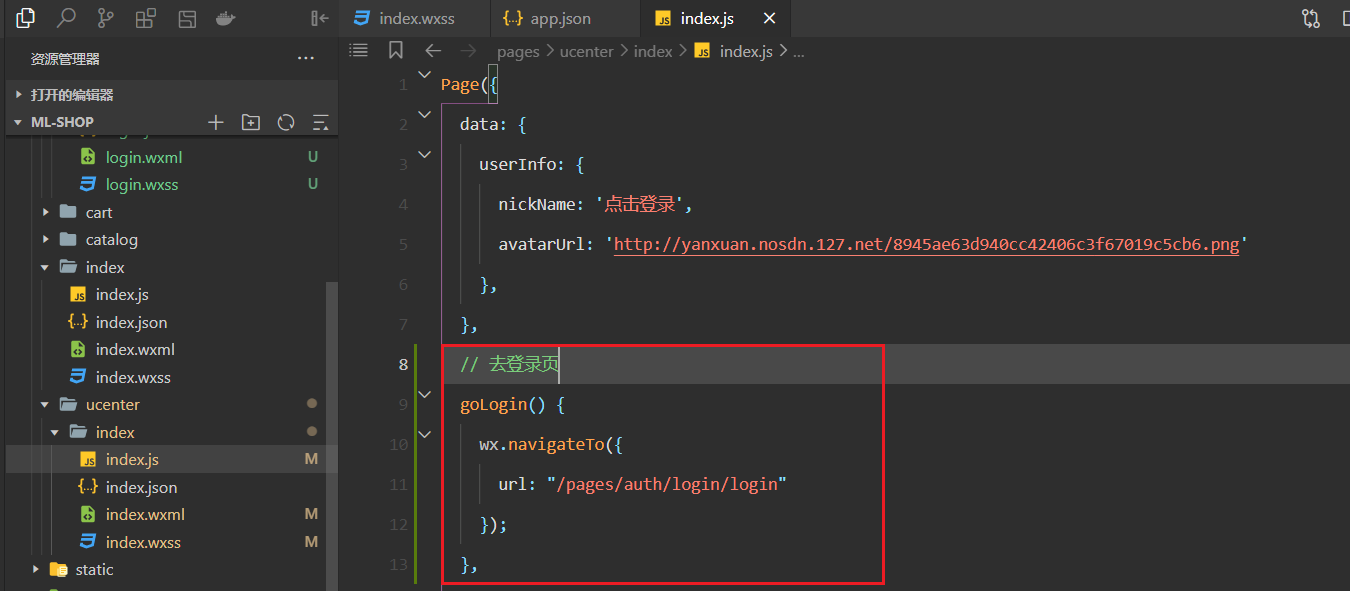 index.wxss
app.json
index.js
资源管理器
打开的编辑器
ML-SHOP
login.wxml U
login.wxss U
cart
catalog
index
index.js
index.json
index.wxml
index.wxss
ucenter
index
index.js M
index.json
index.wxml M
index.wxss M
static
pages > ucenter > index > index.js > ...
1 Page({
2 data: {
3 userInfo: {
4 nickName: '点击登录',
5 avatarUrl: 'http://yanxuan.nosdn.127.net/8945ae63d940cc42406c3f67019c5cb6.png'
6 },
7 },
8 // 去登录页
9 goLogin() {
10 wx.navigateTo({
11 url: "/pages/auth/login/login"
12 });
13 },